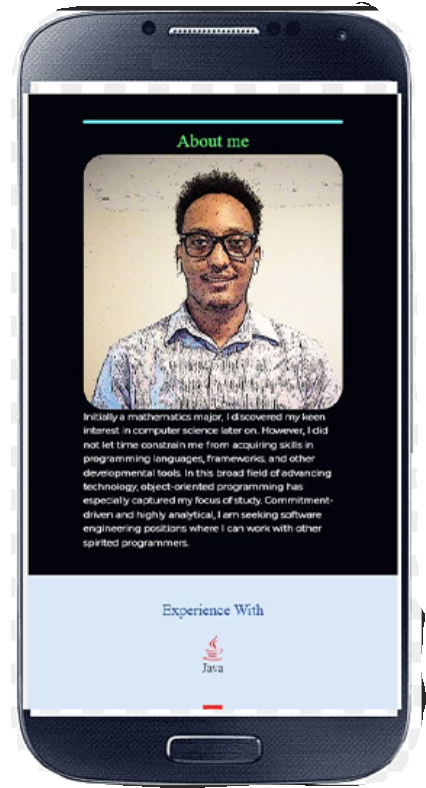 About me
Initially a mathematics major, I discovered my keen
interest in computer science later on. However, I did
not let time constrain me from acquiring skills in
programming languages, frameworks, and other
developmental tools. In this broad field of advancing
technology, object-oriented programming has
especially captured my focus of study. Commitment-
driven and highly analytical, I am seeking software
engineering positions where I can work with other
spirited programmers.
Experience With
Java